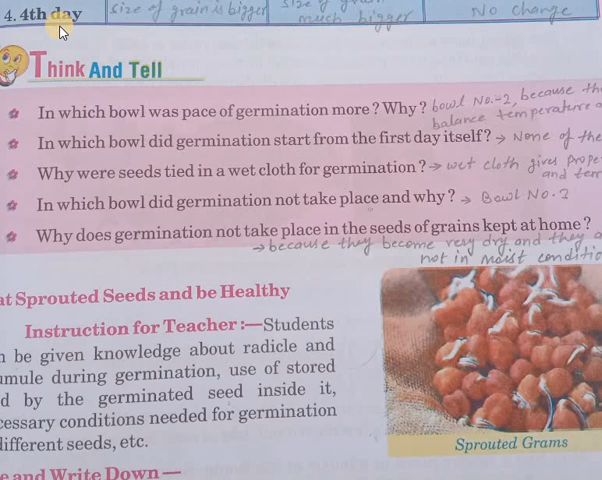 4. 4th day size of grain is bigger size of much bigger No change
Think And Tell
In which bowl was pace of germination more? Why? bowl No.-2, because the
balance temperature
In which bowl did germination start from the first day itself? → None of the
Why were seeds tied in a wet cloth for germination? → wet cloth gives prope
and tem
In which bowl did germination not take place and why? → Bowl No. 3
Why does germination not take place in the seeds of grains kept at home?
→ because they become very dry and they a
not in moist conditio
at Sprouted Seeds and be Healthy
Instruction for Teacher :—Students
n be given knowledge about radicle and
umule during germination, use of stored
d by the germinated seed inside it,
cessary conditions needed for germination
different seeds, etc.
Sprouted Grams
e and Write Down —